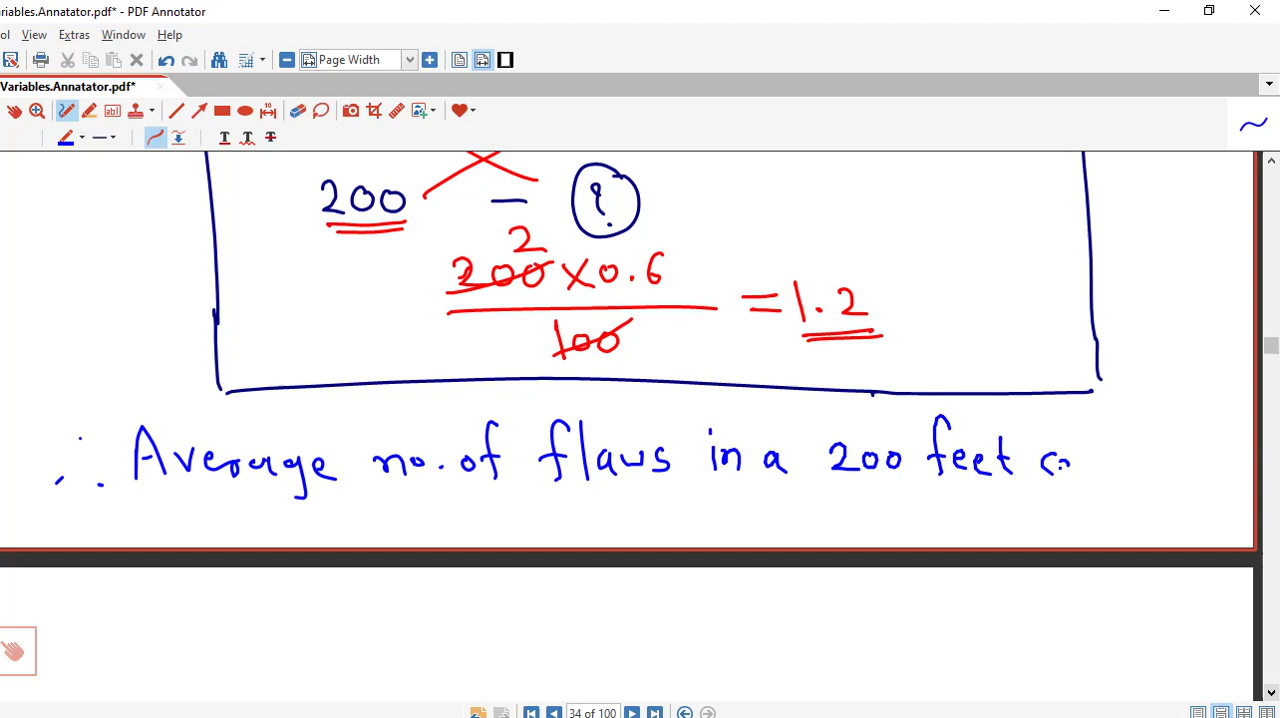 ariables.Annatator.pdf* - PDF Annotator
ol View Extras Window Help
Page Width
Variables.Annatator.pdf*
200 – ?
2
200 × 0.6
100
= 1.2
∴ Average no. of flaws in a 200 feet
34 of 100